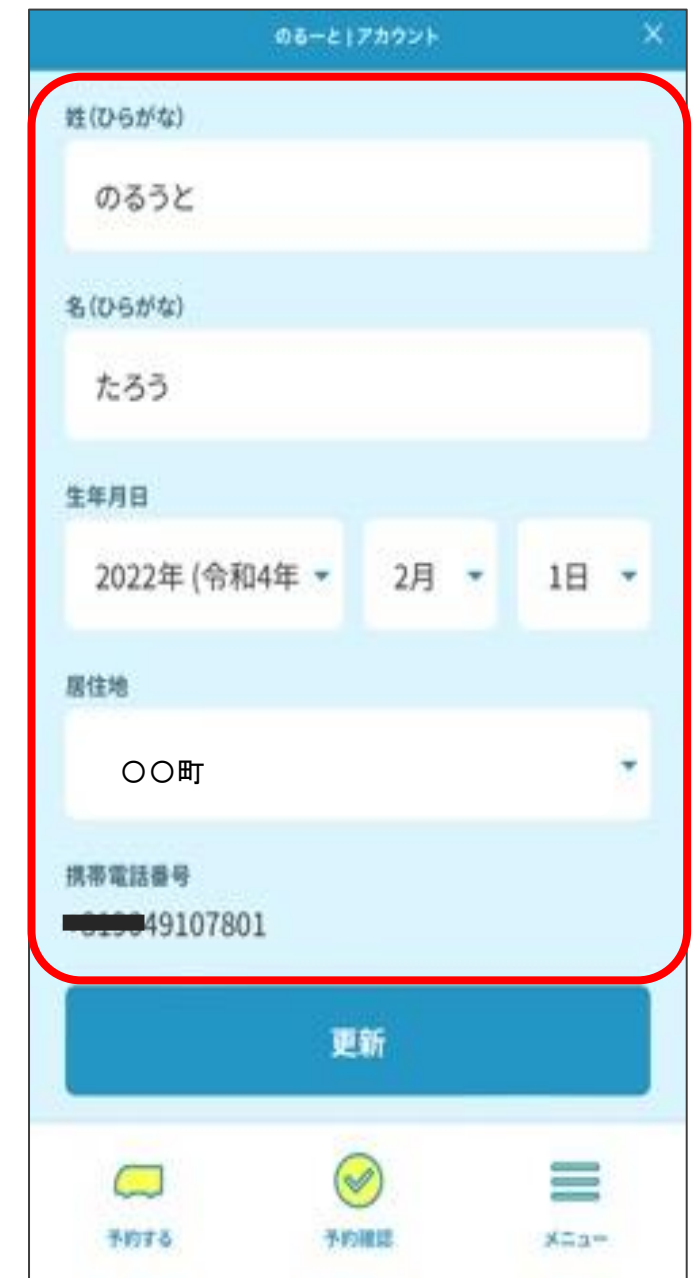 のるーと|アカウント ×
姓(ひらがな)
のるうと
名(ひらがな)
たろう
生年月日
2022年 (令和4年 2月 1日
居住地
〇〇町
携帯電話番号
49107801
更新
予約する 予約確認 メニュー